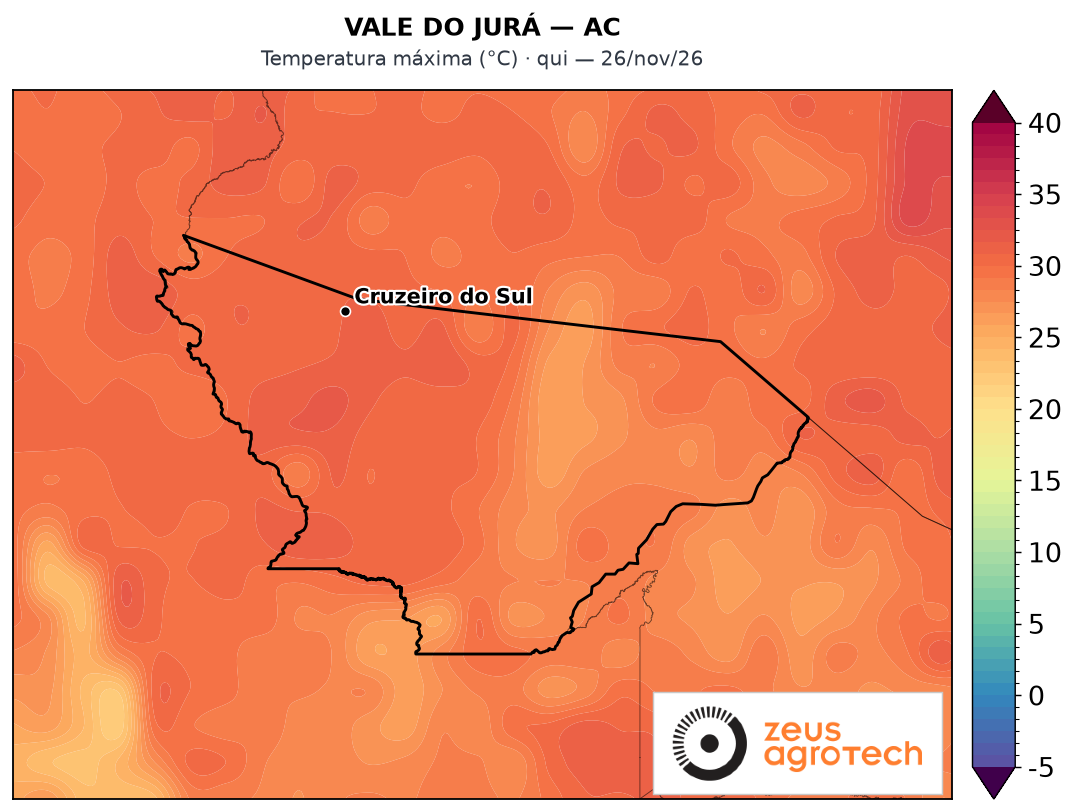 VALE DO JURÁ — AC
Temperatura máxima (°C) · qui — 26/nov/26
Cruzeiro do Sul
40
35
30
25
20
15
10
5
0
-5
zeus
agrotech